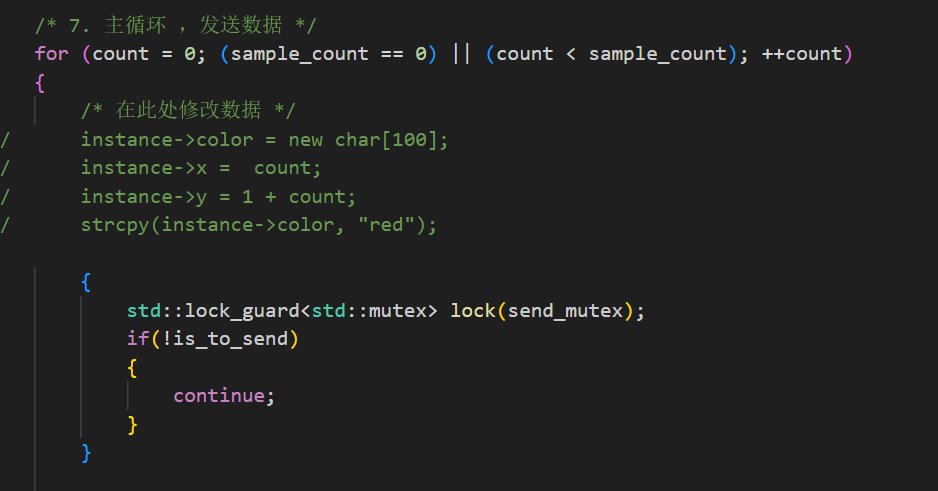 /* 7. 主循环 ，发送数据 */
for (count = 0; (sample_count == 0) || (count < sample_count); ++count)
{
/* 在此处修改数据 */
/ instance->color = new char[100];
/ instance->x =  count;
/ instance->y = 1 + count;
/ strcpy(instance->color, "red");
{
std::lock_guard<std::mutex> lock(send_mutex);
if(!is_to_send)
{
continue;
}
}